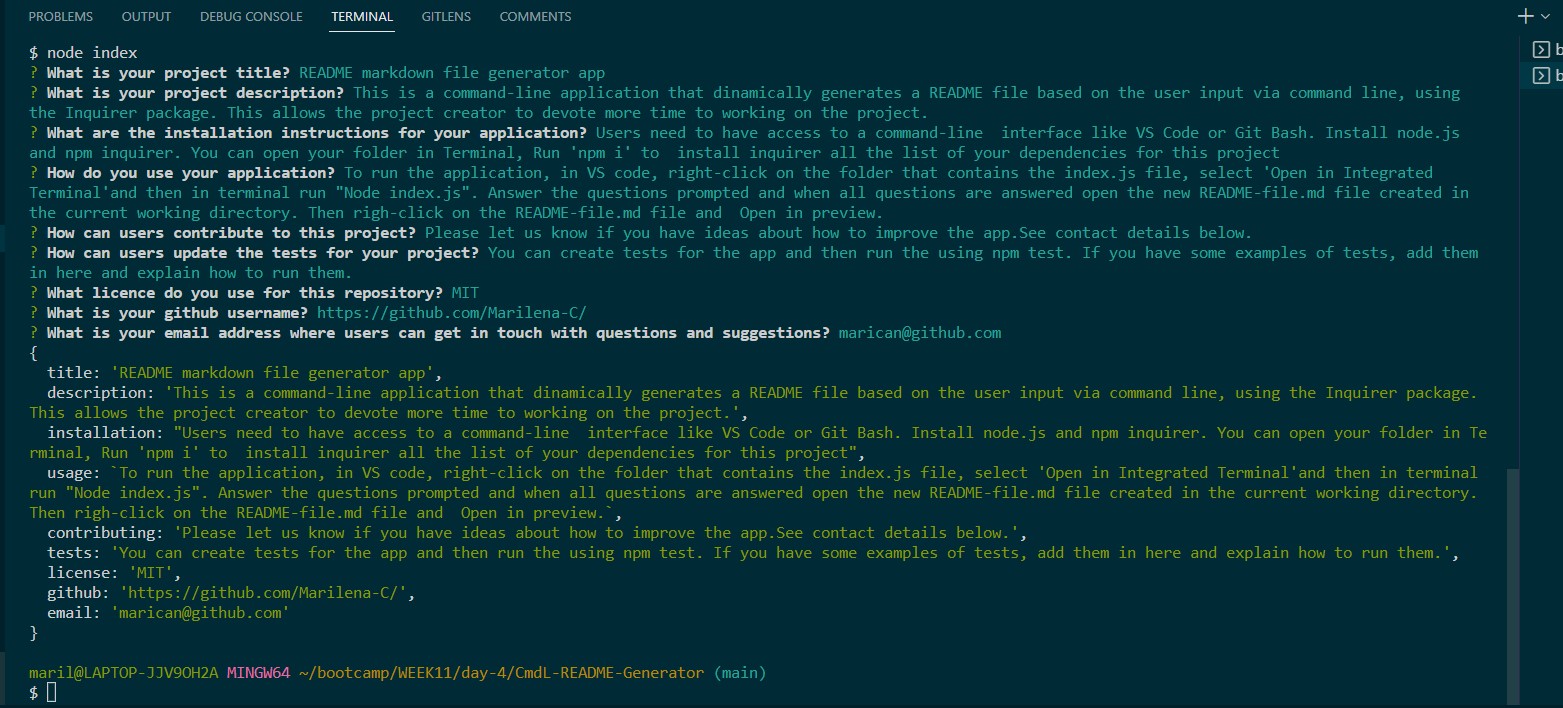 PROBLEMS OUTPUT DEBUG CONSOLE TERMINAL GITLENS COMMENTS
$ node index
? What is your project title? README markdown file generator app
? What is your project description? This is a command-line application that dinamically generates a README file based on the user input via command line, using
the Inquirer package. This allows the project creator to devote more time to working on the project.
? What are the installation instructions for your application? Users need to have access to a command-line  interface like VS Code or Git Bash. Install node.js
and npm inquirer. You can open your folder in Terminal, Run 'npm i' to  install inquirer all the list of your dependencies for this project
? How do you use your application? To run the application, in VS code, right-click on the folder that contains the index.js file, select 'Open in Integrated
Terminal'and then in terminal run "Node index.js". Answer the questions prompted and when all questions are answered open the new README-file.md file created in
the current working directory. Then righ-click on the README-file.md file and  Open in preview.
? How can users contribute to this project? Please let us know if you have ideas about how to improve the app.See contact details below.
? How can users update the tests for your project? You can create tests for the app and then run the using npm test. If you have some examples of tests, add them
in here and explain how to run them.
? What licence do you use for this repository? MIT
? What is your github username? https://github.com/Marilena-C/
? What is your email address where users can get in touch with questions and suggestions? marican@github.com
{
  title: 'README markdown file generator app',
  description: 'This is a command-line application that dinamically generates a README file based on the user input via command line, using the Inquirer package.
This allows the project creator to devote more time to working on the project.',
  installation: "Users need to have access to a command-line  interface like VS Code or Git Bash. Install node.js and npm inquirer. You can open your folder in Te
rminal, Run 'npm i' to  install inquirer all the list of your dependencies for this project",
  usage: `To run the application, in VS code, right-click on the folder that contains the index.js file, select 'Open in Integrated Terminal'and then in terminal
run "Node index.js". Answer the questions prompted and when all questions are answered open the new README-file.md file created in the current working directory.
Then righ-click on the README-file.md file and  Open in preview.`,
  contributing: 'Please let us know if you have ideas about how to improve the app.See contact details below.',
  tests: 'You can create tests for the app and then run the using npm test. If you have some examples of tests, add them in here and explain how to run them.',
  license: 'MIT',
  github: 'https://github.com/Marilena-C/',
  email: 'marican@github.com'
}
maril@LAPTOP-JJV9OH2A MINGW64 ~/bootcamp/WEEK11/day-4/CmdL-README-Generator (main)
$